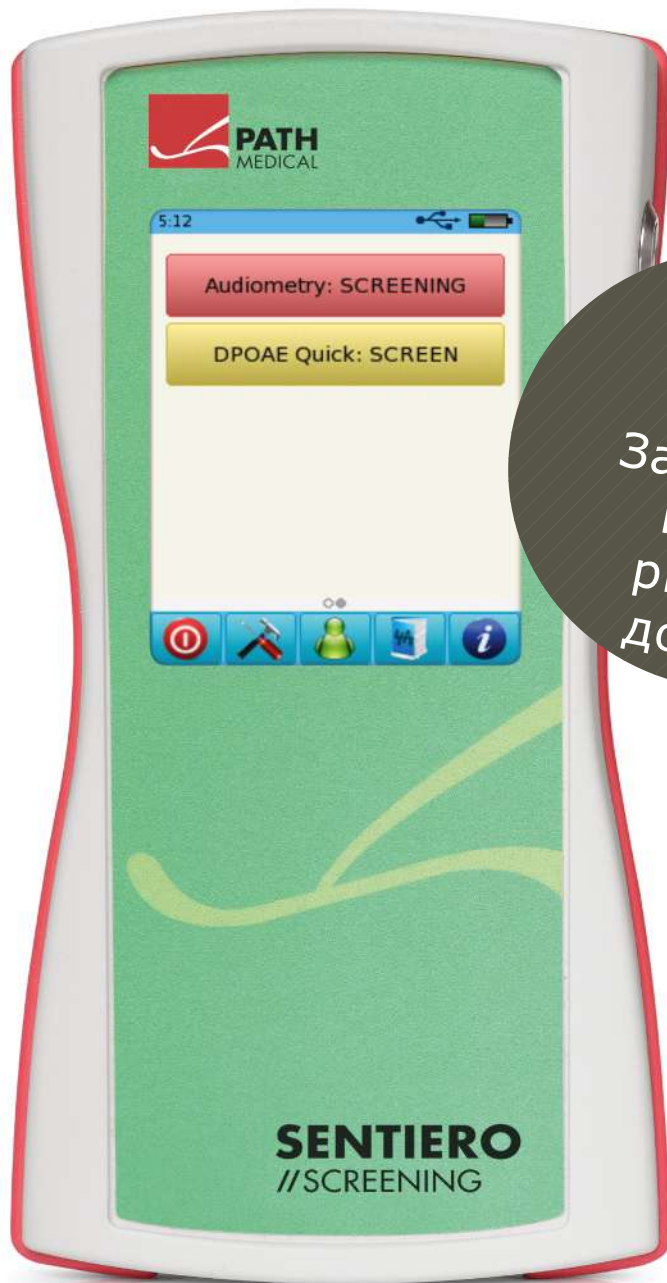 PATH
MEDICAL
5:12
Audiometry: SCREENING
DPOAE Quick: SCREEN
SENTIERO
//SCREENING